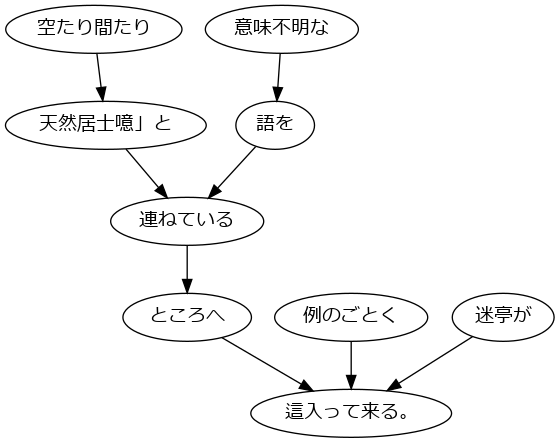 空たり間たり
意味不明な
天然居士噫」と
語を
連ねている
ところへ
例のごとく
迷亭が
這入って来る。